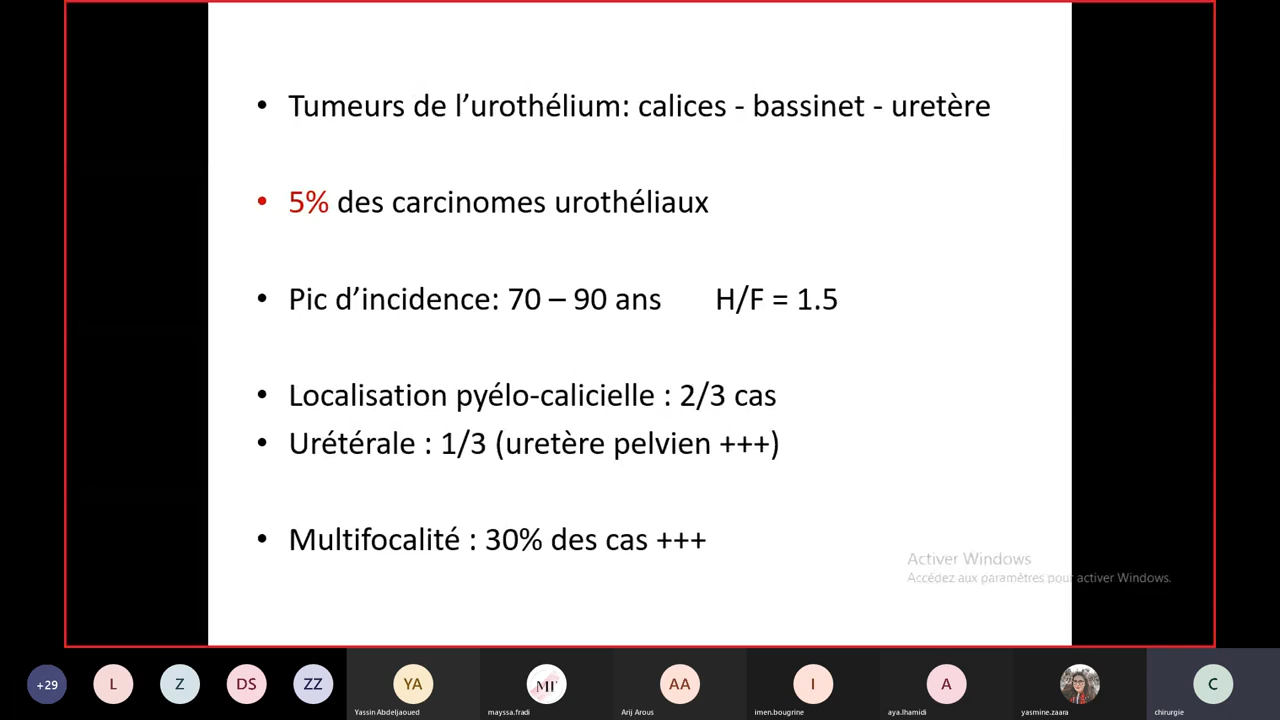 • Tumeurs de l’urothélium: calices - bassinet - uretère
• 5% des carcinomes urothéliaux
• Pic d’incidence: 70 – 90 ans H/F = 1.5
• Localisation pyélo-calicielle : 2/3 cas
• Urétérale : 1/3 (uretère pelvien +++)
• Multifocalité : 30% des cas +++
Activer Windows
Accédez aux paramètres pour activer Windows.
+29 L Z DS ZZ YA MF AA I A C
Yassin Abdeljaoued mayssa.fradi Arij Arous imen.bougrine aya.lhamidi yasmine.zaara chirurgie